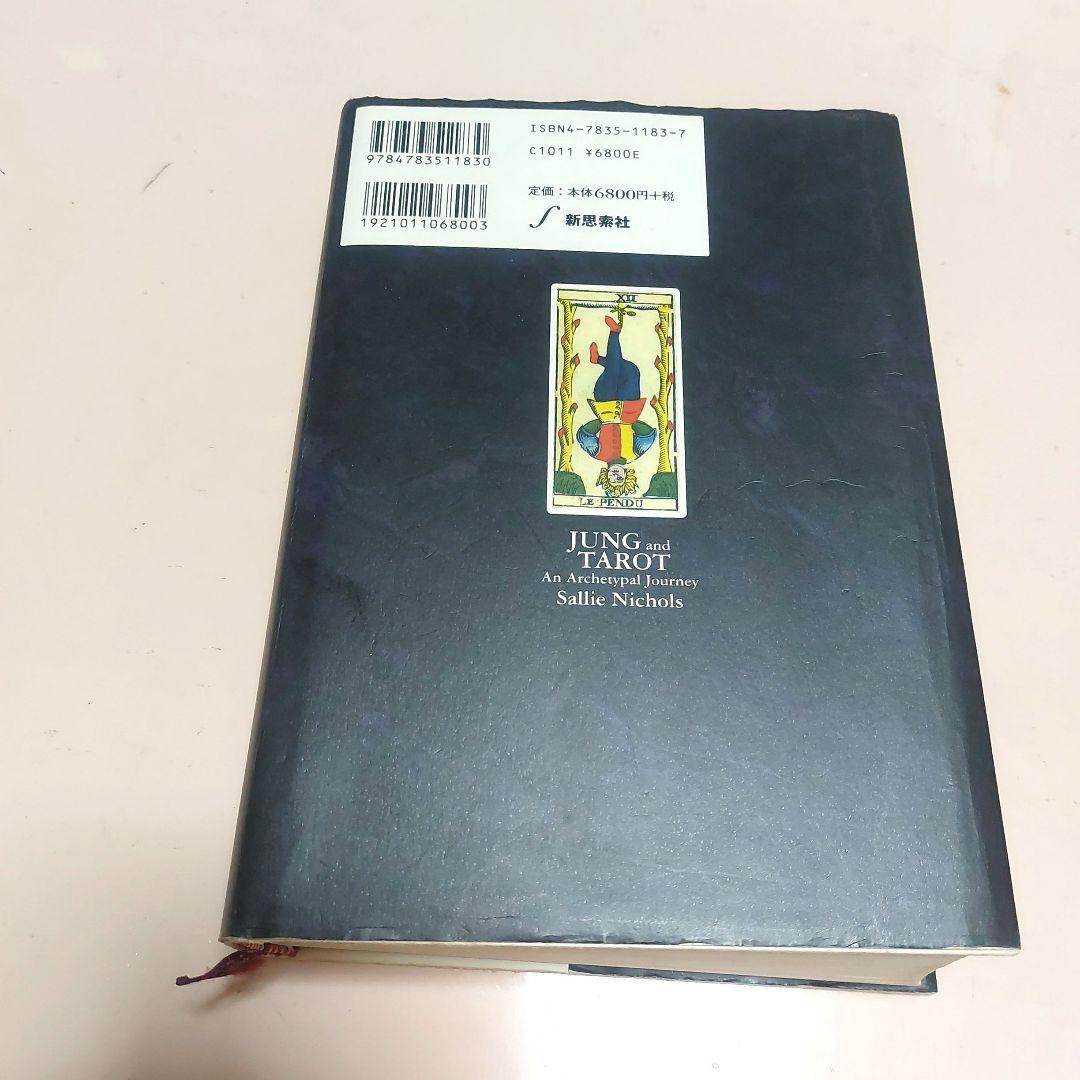 9784783511830
1921011068003
ISBN4-7835-1183-7
C1011 ¥6800E
定価：本体6800円＋税
新思索社
XII
LE PENDU
JUNG and
TAROT
An Archetypal Journey
Sallie Nichols